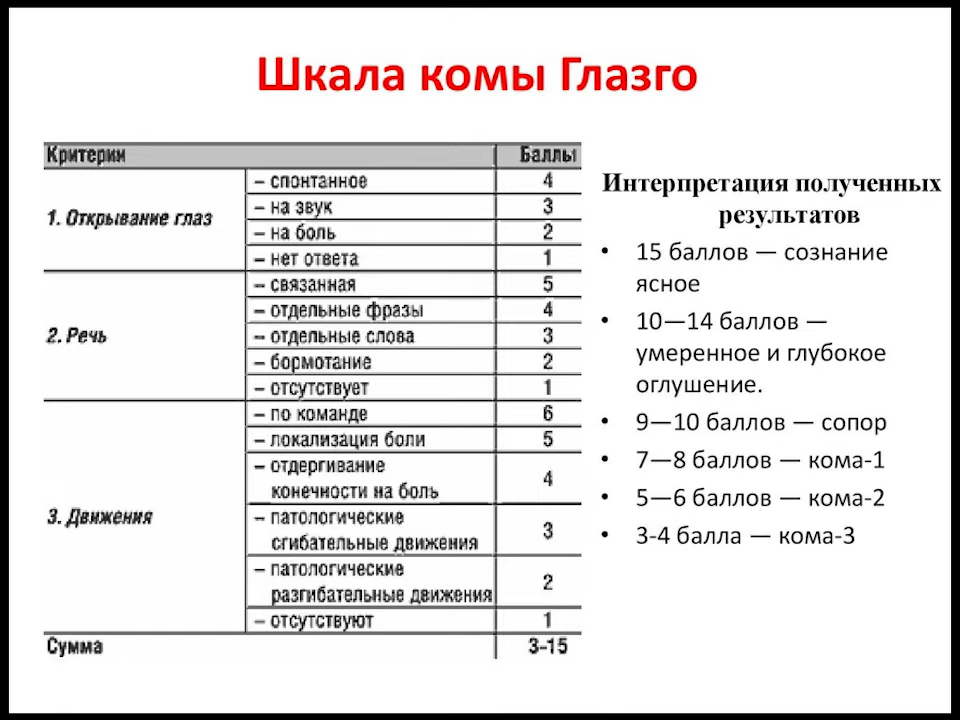 Шкала комы Глазго
Критерии Баллы
1. Открывание глаз
– спонтанное 4
– на звук 3
– на боль 2
– нет ответа 1
2. Речь
– связанная 5
– отдельные фразы 4
– отдельные слова 3
– бормотание 2
– отсутствует 1
3. Движения
– по команде 6
– локализация боли 5
– отдергивание
конечности на боль 4
– патологические
сгибательные движения 3
– патологические
разгибательные движения 2
– отсутствуют 1
Сумма 3-15
Интерпретация полученных
результатов
• 15 баллов — сознание
ясное
• 10—14 баллов —
умеренное и глубокое
оглушение.
• 9—10 баллов — сопор
• 7—8 баллов — кома-1
• 5—6 баллов — кома-2
• 3-4 балла — кома-3